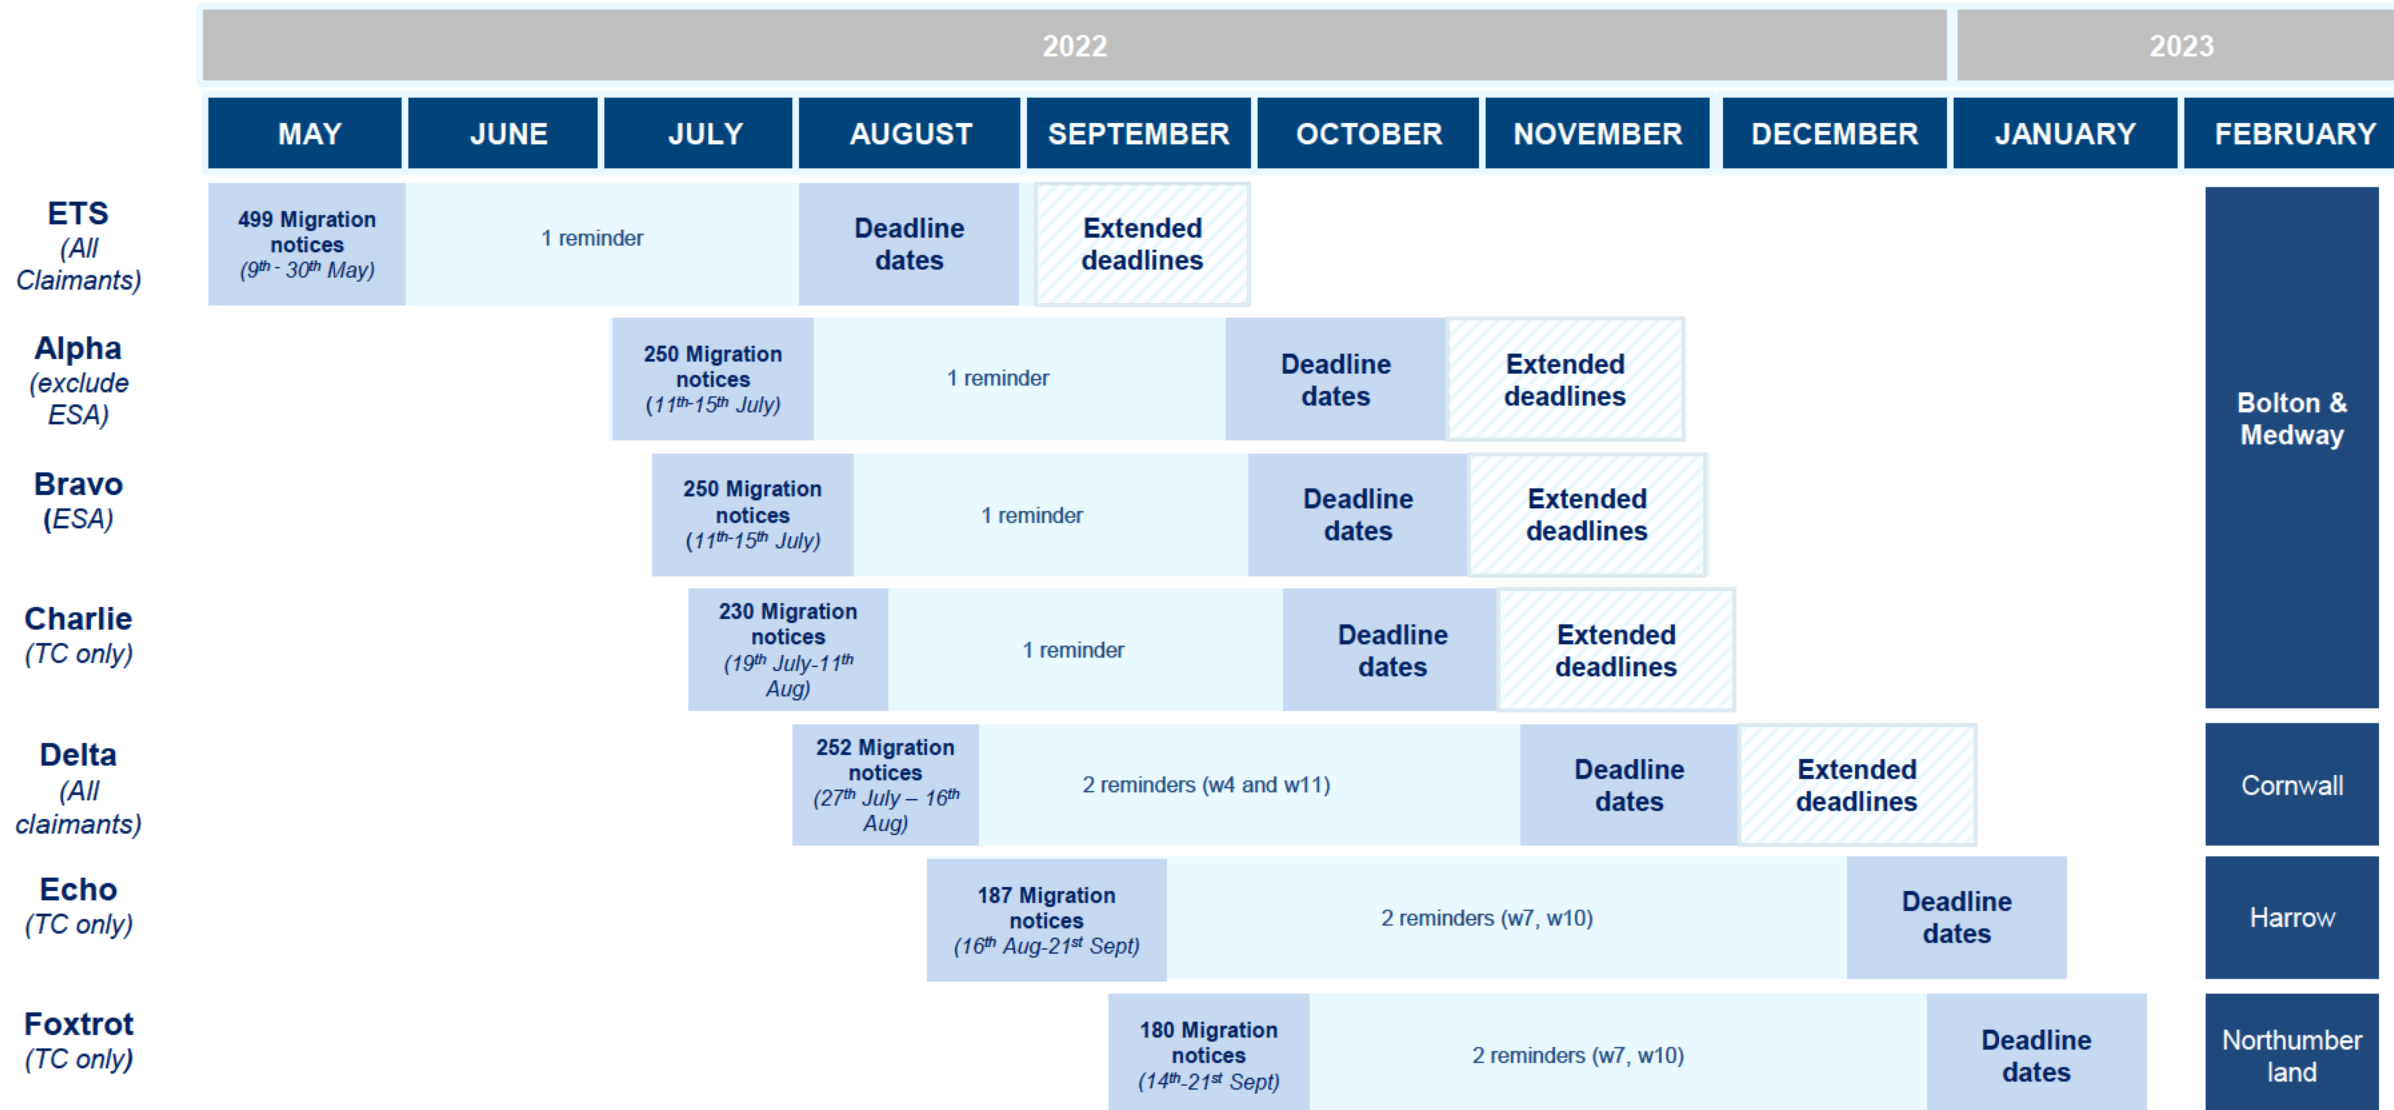 2022
2023
MAY
JUNE
JULY
AUGUST
SEPTEMBER
OCTOBER
NOVEMBER
DECEMBER
JANUARY
FEBRUARY
ETS
(All
Claimants)
499 Migration
notices
(9th - 30th May)
1 reminder
Deadline
dates
Extended
deadlines
Alpha
(exclude
ESA)
250 Migration
notices
(11th-15th July)
1 reminder
Deadline
dates
Extended
deadlines
Bolton &
Medway
Bravo
(ESA)
250 Migration
notices
(11th-15th July)
1 reminder
Deadline
dates
Extended
deadlines
Charlie
(TC only)
230 Migration
notices
(19th July-11th
Aug)
1 reminder
Deadline
dates
Extended
deadlines
Delta
(All
claimants)
252 Migration
notices
(27th July – 16th
Aug)
2 reminders (w4 and w11)
Deadline
dates
Extended
deadlines
Cornwall
Echo
(TC only)
187 Migration
notices
(16th Aug-21st Sept)
2 reminders (w7, w10)
Deadline
dates
Harrow
Foxtrot
(TC only)
180 Migration
notices
(14th-21st Sept)
2 reminders (w7, w10)
Deadline
dates
Northumber
land